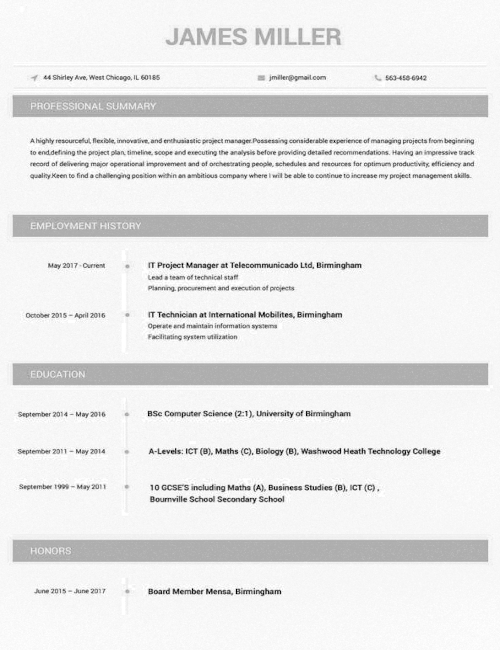 JAMES MILLER
44 Shirley Ave, West Chicago, IL 60185
jmiller@gmail.com
563-458-6942
PROFESSIONAL SUMMARY
A highly resourceful, flexible, innovative, and enthusiastic project manager.Possessing considerable experience of managing projects from beginning
to end,defining the project plan, timeline, scope and executing the analysis before providing detailed recommendations. Having an impressive track
record of delivering major operational improvement and of orchestrating people, schedules and resources for optimum productivity, efficiency and
quality.Keen to find a challenging position within an ambitious company where I will be able to continue to increase my project management skills.
EMPLOYMENT HISTORY
May 2017 - Current
IT Project Manager at Telecommunicado Ltd, Birmingham
Lead a team of technical staff
Planning, procurement and execution of projects
October 2015 – April 2016
IT Technician at International Mobilites, Birmingham
Operate and maintain information systems
Facilitating system utilization
EDUCATION
September 2014 – May 2016
BSc Computer Science (2:1), University of Birmingham
September 2011 – May 2014
A-Levels: ICT (B), Maths (C), Biology (B), Washwood Heath Technology College
September 1999 – May 2011
10 GCSE'S including Maths (A), Business Studies (B), ICT (C) ,
Bournville School Secondary School
HONORS
June 2015 – June 2017
Board Member Mensa, Birmingham